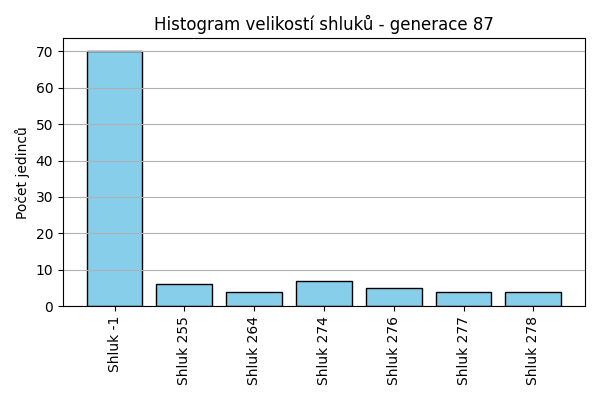 Histogram velikostí shluků - generace 87
Počet jedinců
70
60
50
40
30
20
10
0
Shluk -1
Shluk 255
Shluk 264
Shluk 274
Shluk 276
Shluk 277
Shluk 278